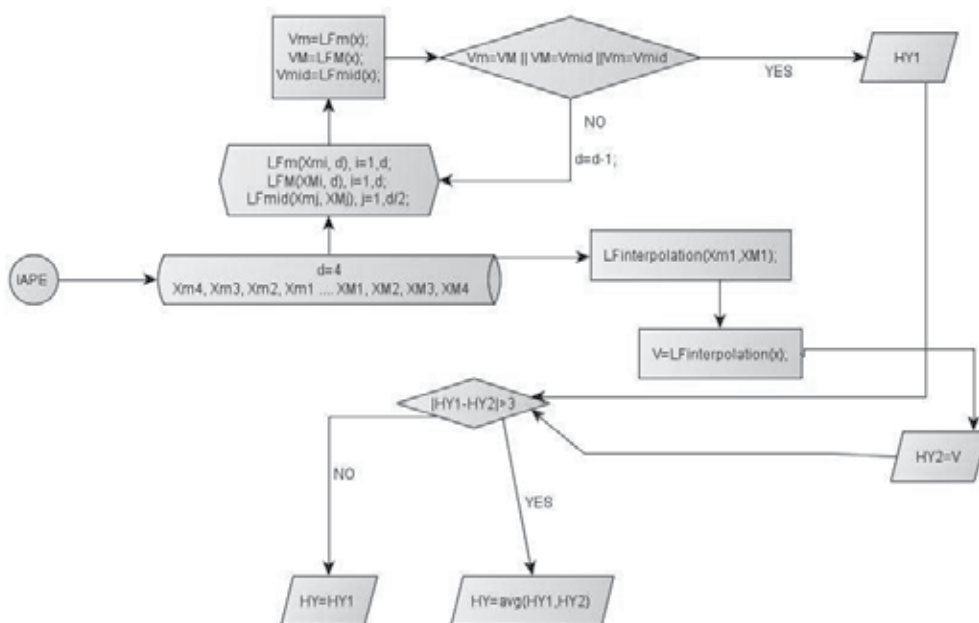 Vm=LFm(x);
VM=LFM(x);
Vmid=LFmid(x);
Vm=VM || VM=Vmid ||Vm=Vmid
YES
HY1
NO
d=d-1;
LFm(Xmi, d), i=1,d;
LFM(XMi, d), i=1,d;
LFmid(Xmj, XMj), j=1,d/2;
IAPE
d=4
Xm4, Xm3, Xm2, Xm1 .... XM1, XM2, XM3, XM4
LFinterpolation(Xm1,XM1);
V=LFinterpolation(x);
|HY1-HY2|>3
HY2=V
NO
YES
HY=HY1
HY=avg(HY1,HY2)